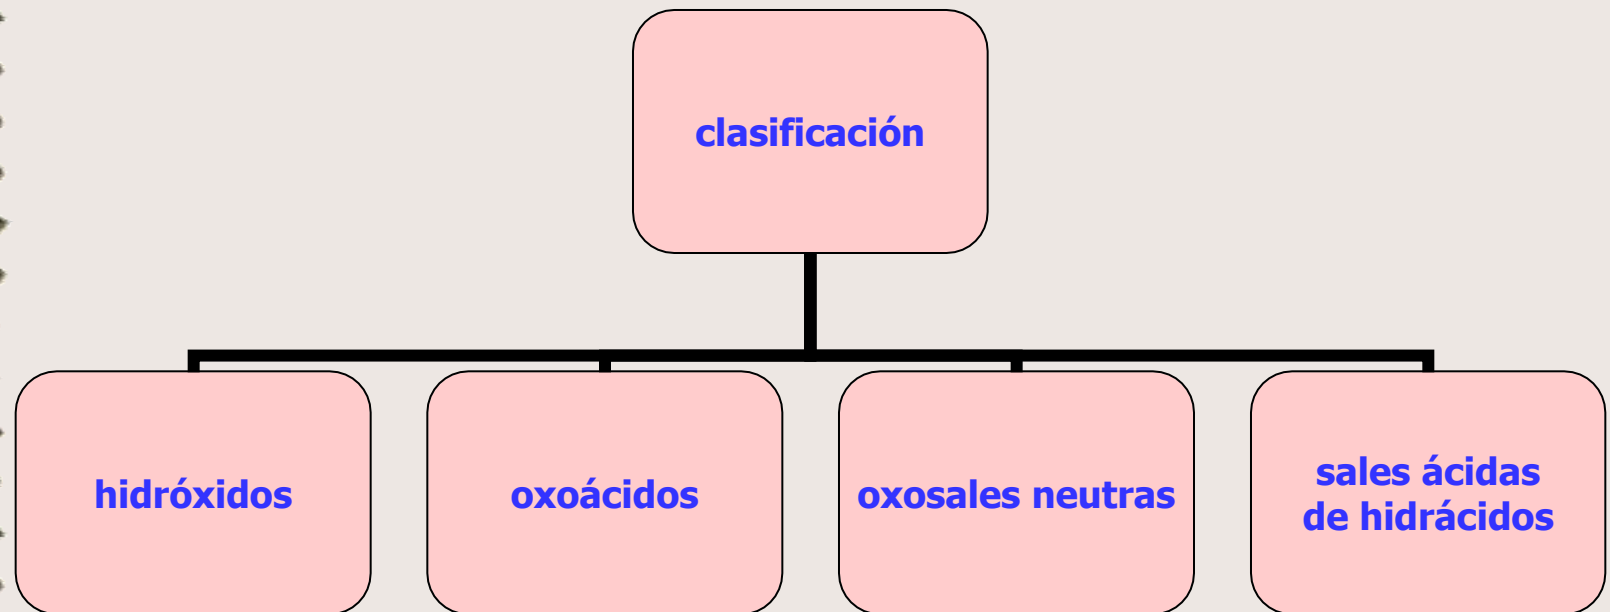 clasificación
hidróxidos
oxoácidos
oxosales neutras
sales ácidas
de hidrácidos